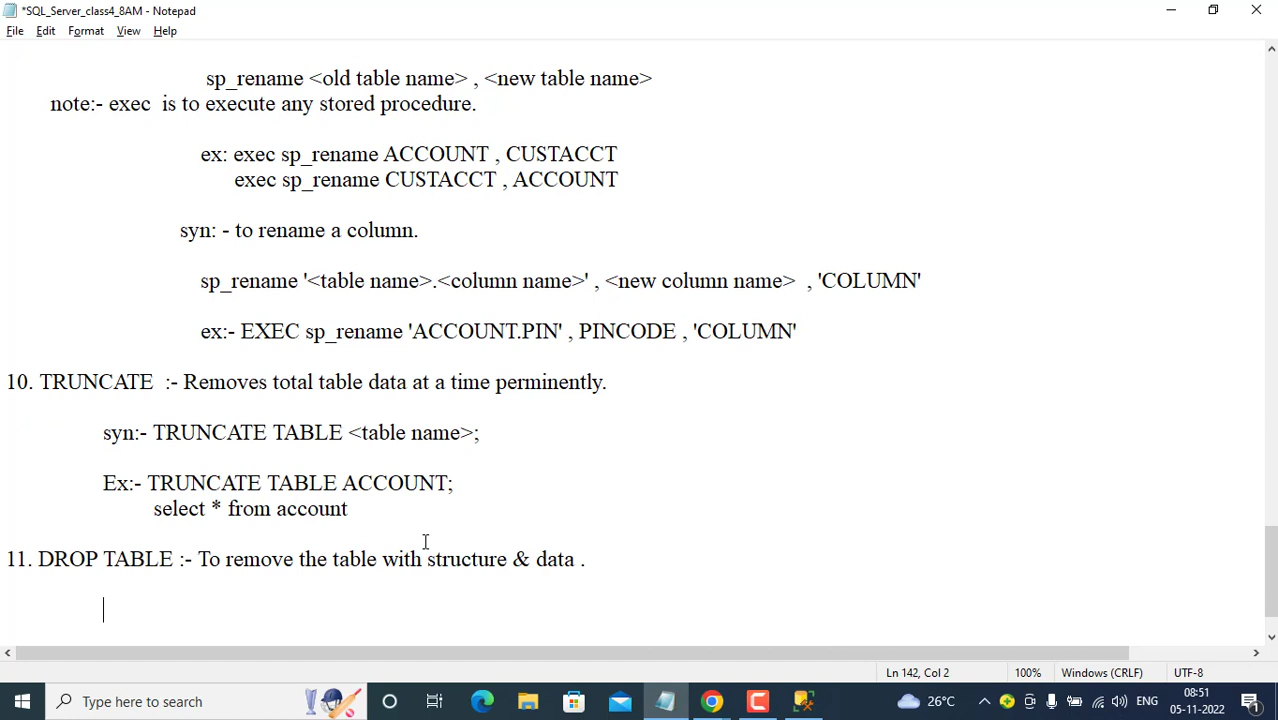 *SQL_Server_class4_8AM - Notepad
File Edit Format View Help
sp_rename <old table name> , <new table name>
note:- exec  is to execute any stored procedure.
ex: exec sp_rename ACCOUNT , CUSTACCT
exec sp_rename CUSTACCT , ACCOUNT
syn: - to rename a column.
sp_rename '<table name>.<column name>' , <new column name>  , 'COLUMN'
ex:- EXEC sp_rename 'ACCOUNT.PIN' , PINCODE , 'COLUMN'
10. TRUNCATE  :- Removes total table data at a time perminently.
syn:- TRUNCATE TABLE <table name>;
Ex:- TRUNCATE TABLE ACCOUNT;
select * from account
11. DROP TABLE :- To remove the table with structure & data .
Ln 142, Col 2 100% Windows (CRLF) UTF-8
Type here to search 26°C ENG 08:51 05-11-2022 1